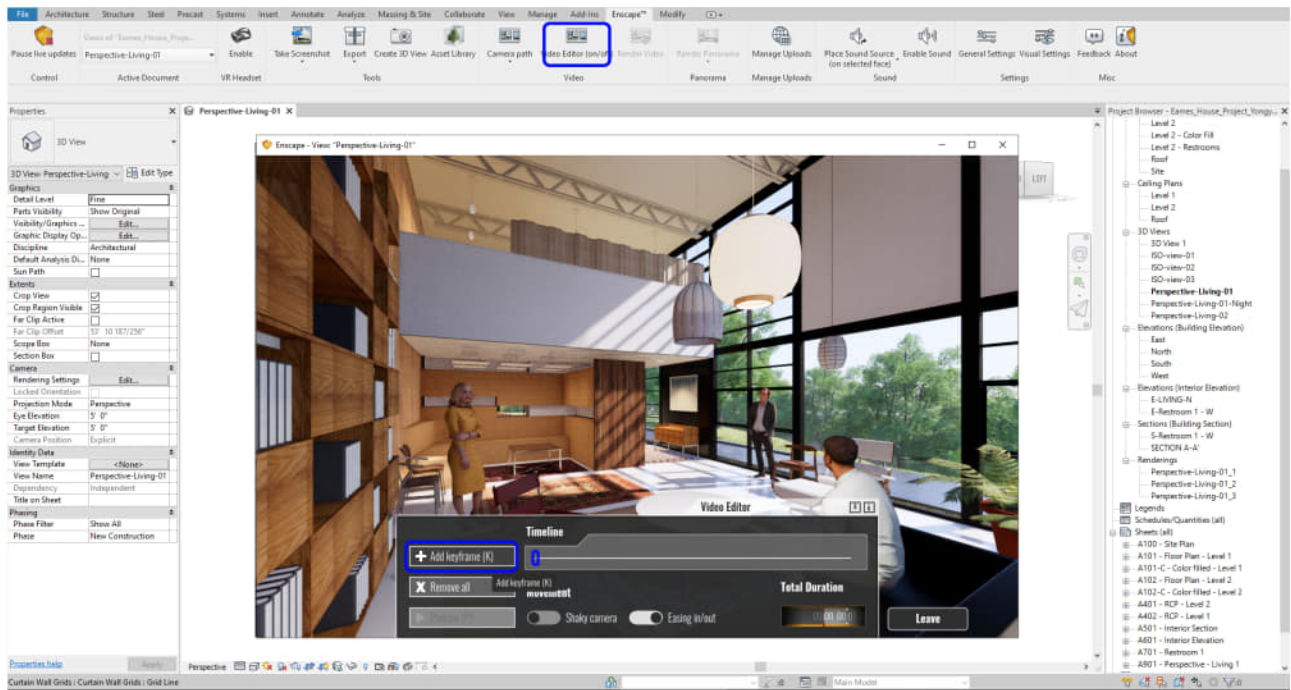 File Architecture Structure Steel Precast Systems Insert Annotate Analyze Massing & Site Collaborate View Manage Add-Ins Enscape™ Modify
Views of "Eames_House_Proje...
Pause live updates Perspective-Living-01 Enable Take Screenshot Export Create 3D View Asset Library Camera path Video Editor (on/off) Render Video Render Panorama Manage Uploads Place Sound Source Enable Sound General Settings Visual Settings Feedback About
(on selected face)
Control Active Document VR Headset Tools Video Panorama Manage Uploads Sound Settings Misc
Properties
3D View
3D View: Perspective-Living
Edit Type
Graphics
Detail Level Fine
Parts Visibility Show Original
Visibility/Graphics ... Edit...
Graphic Display Op... Edit...
Discipline Architectural
Default Analysis Di... None
Sun Path
Extents
Crop View
Crop Region Visible
Far Clip Active
Far Clip Offset
Scope Box None
Section Box
Camera
Rendering Settings Edit...
Locked Orientation
Projection Mode Perspective
Eye Elevation 5' 0"
Target Elevation 5' 0"
Camera Position Explicit
Identity Data
View Template <None>
View Name Perspective-Living-01
Dependency Independent
Title on Sheet
Phasing
Phase Filter Show All
Phase New Construction
Properties help
Apply
Perspective-Living-01
Enscape - View: "Perspective-Living-01"
LEFT
Video Editor
Timeline
Add keyframe (K)
0
Remove all
Add keyframe (K)
Movement
Total Duration
Shaky camera
Easing in/out
Leave
Perspective
Project Browser - Eames_House_Project_Yongy...
Level 2
Level 2 - Color Fill
Level 2 - Restrooms
Roof
Site
Ceiling Plans
Level 1
Level 2
Roof
3D Views
3D View 1
ISO-view-01
ISO-view-02
ISO-view-03
Perspective-Living-01
Perspective-Living-01-Night
Perspective-Living-02
Elevations (Building Elevation)
East
North
South
West
Elevations (Interior Elevation)
E-LIVING-N
E-Restroom 1 - W
Sections (Building Section)
S-Restroom 1 - W
SECTION A-A'
Renderings
Perspective-Living-01_1
Perspective-Living-01_2
Perspective-Living-01_3
Legends
Schedules/Quantities (all)
Sheets (all)
A100 - Site Plan
A101 - Floor Plan - Level 1
A101-C - Color filled - Level 1
A102 - Floor Plan - Level 2
A102-C - Color filled - Level 2
A401 - RCP - Level 2
A402 - RCP - Level 1
A501 - Interior Section
A601 - Interior Elevation
A701 - Restroom 1
A901 - Perspective - Living 1
Curtain Wall Grids : Curtain Wall Grids : Grid Line
:0
Main Model